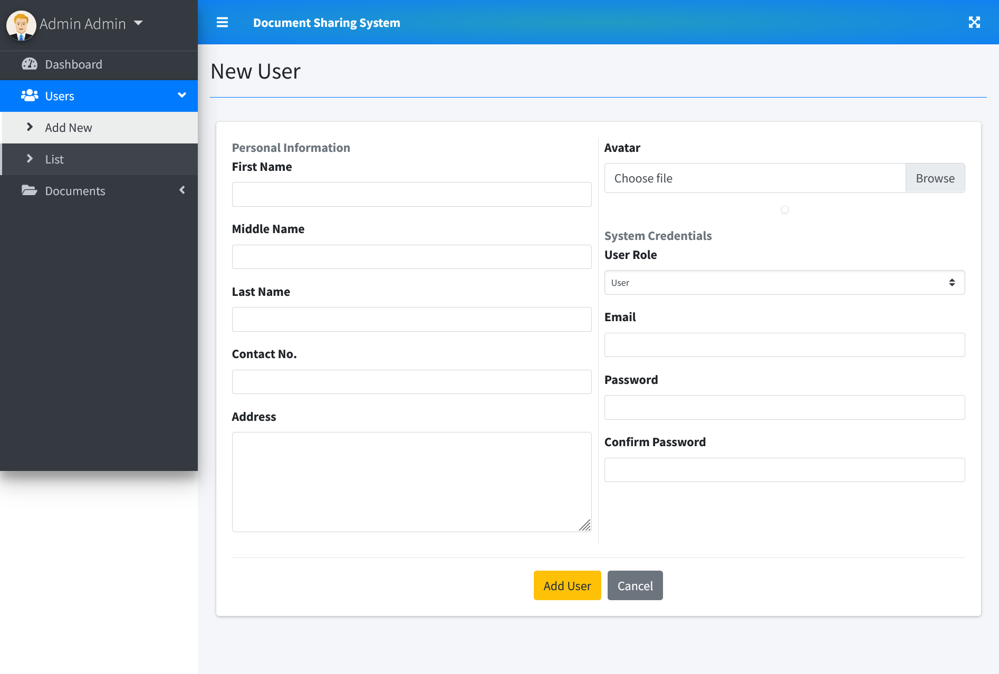 Admin Admin
Dashboard
Users
Add New
List
Documents
Document Sharing System
New User
Personal Information
First Name
Middle Name
Last Name
Contact No.
Address
Avatar
Choose file
Browse
System Credentials
User Role
User
Email
Password
Confirm Password
Add User
Cancel